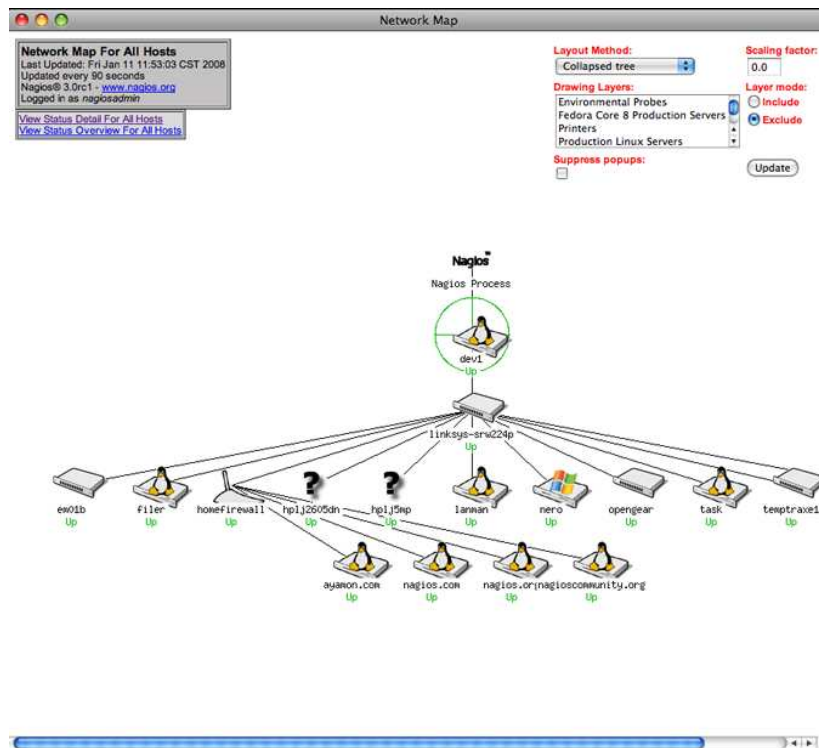 Network Map
Network Map For All Hosts
Last Updated: Fri Jan 11 11:53:03 CST 2008
Updated every 90 seconds
Nagios® 3.0rc1 - www.nagios.org
Logged in as nagiosadmin
View Status Detail For All Hosts
View Status Overview For All Hosts
Layout Method:
Collapsed tree
Scaling factor:
0.0
Drawing Layers:
Environmental Probes
Fedora Core 8 Production Servers
Printers
Production Linux Servers
Layer mode:
Include
Exclude
Suppress popups:
Update
Nagios™
Nagios Process
dev1
Up
linksys-srw224p
Up
em01b
Up
filer
Up
homefirewall
Up
hplj2605dn
Up
hplj5mp
Up
lanman
Up
nero
Up
opengear
Up
task
Up
temptraxe1
Up
ayamon.com
Up
nagios.com
Up
nagios.org
Up
nagioscommunity.org
Up